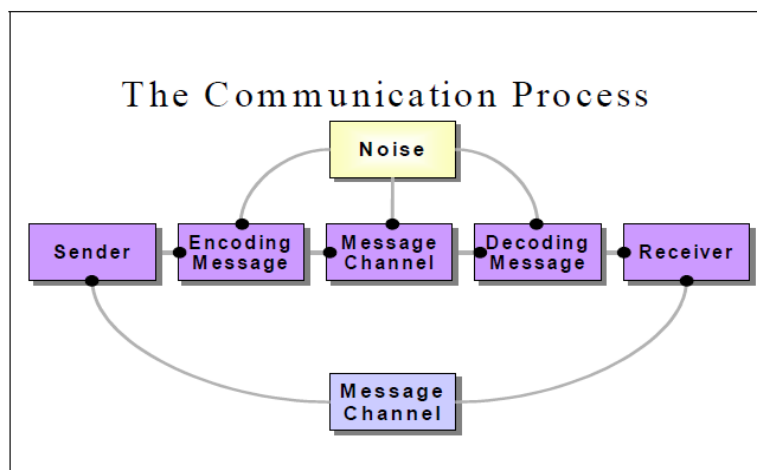 The Communication Process
Noise
Sender
Encoding
Message
Message
Channel
Decoding
Message
Receiver
Message
Channel